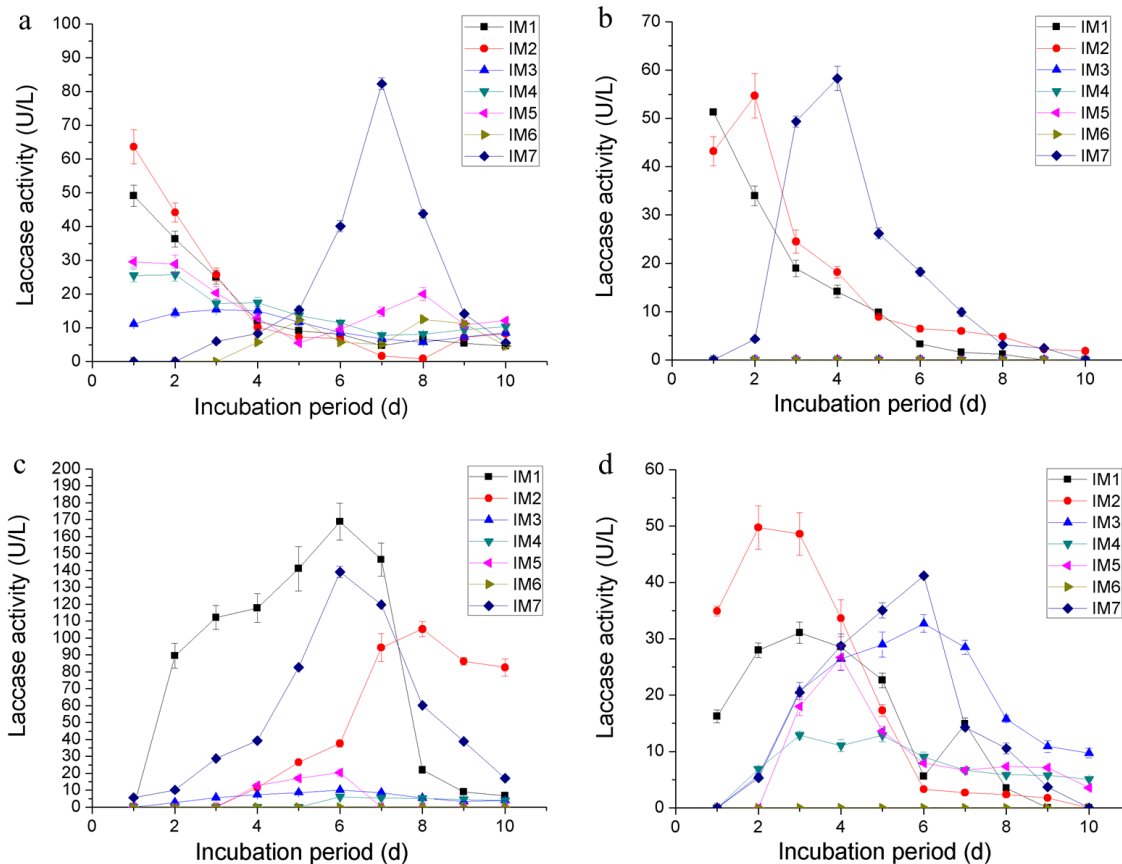 a
IM1
IM2
IM3
IM4
IM5
IM6
IM7
100
90
80
70
60
50
40
30
20
10
0
Laccase activity (U/L)
0 2 4 6 8 10
Incubation period (d)
b
IM1
IM2
IM3
IM4
IM5
IM6
IM7
70
60
50
40
30
20
10
0
Laccase activity (U/L)
0 2 4 6 8 10
Incubation period (d)
c
IM1
IM2
IM3
IM4
IM5
IM6
IM7
200
190
180
170
160
150
140
130
120
110
100
90
80
70
60
50
40
30
20
10
0
Laccase activity (U/L)
0 2 4 6 8 10
Incubation period (d)
d
IM1
IM2
IM3
IM4
IM5
IM6
IM7
60
50
40
30
20
10
0
Laccase activity (U/L)
0 2 4 6 8 10
Incubation period (d)